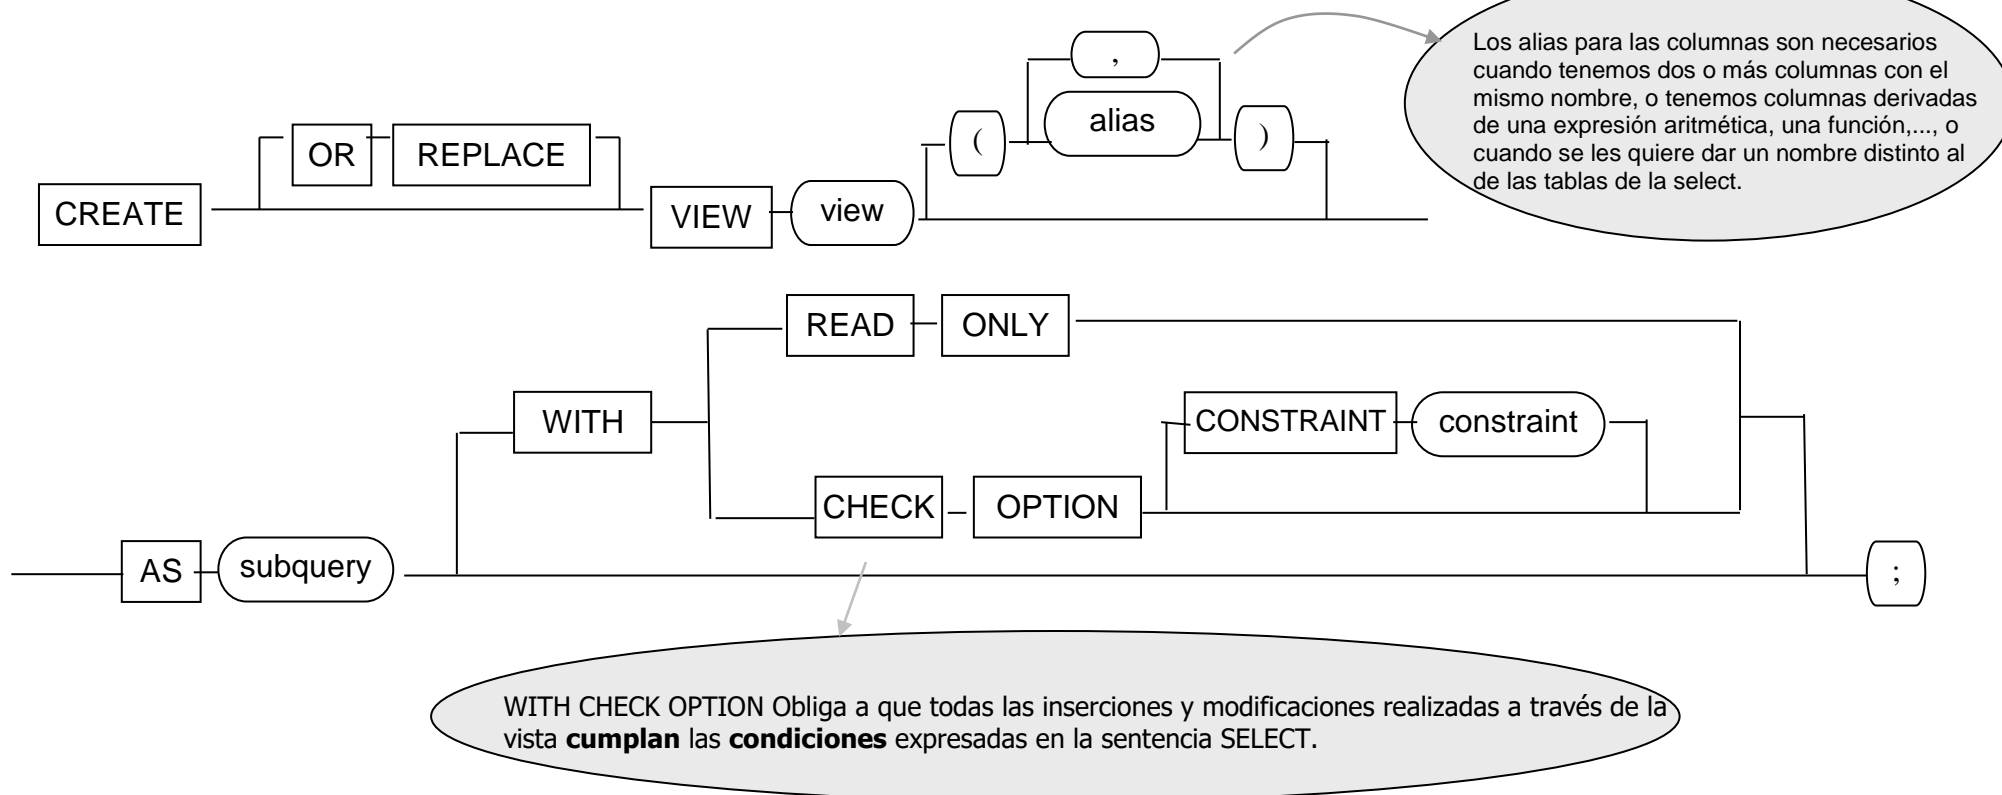 ,
( alias )
OR REPLACE
CREATE VIEW view
Los alias para las columnas son necesarios
cuando tenemos dos o más columnas con el
mismo nombre, o tenemos columnas derivadas
de una expresión aritmética, una función,..., o
cuando se les quiere dar un nombre distinto al
de las tablas de la select.
READ ONLY
WITH CONSTRAINT constraint
CHECK OPTION
AS subquery ;
WITH CHECK OPTION Obliga a que todas las inserciones y modificaciones realizadas a través de la
vista cumplan las condiciones expresadas en la sentencia SELECT.